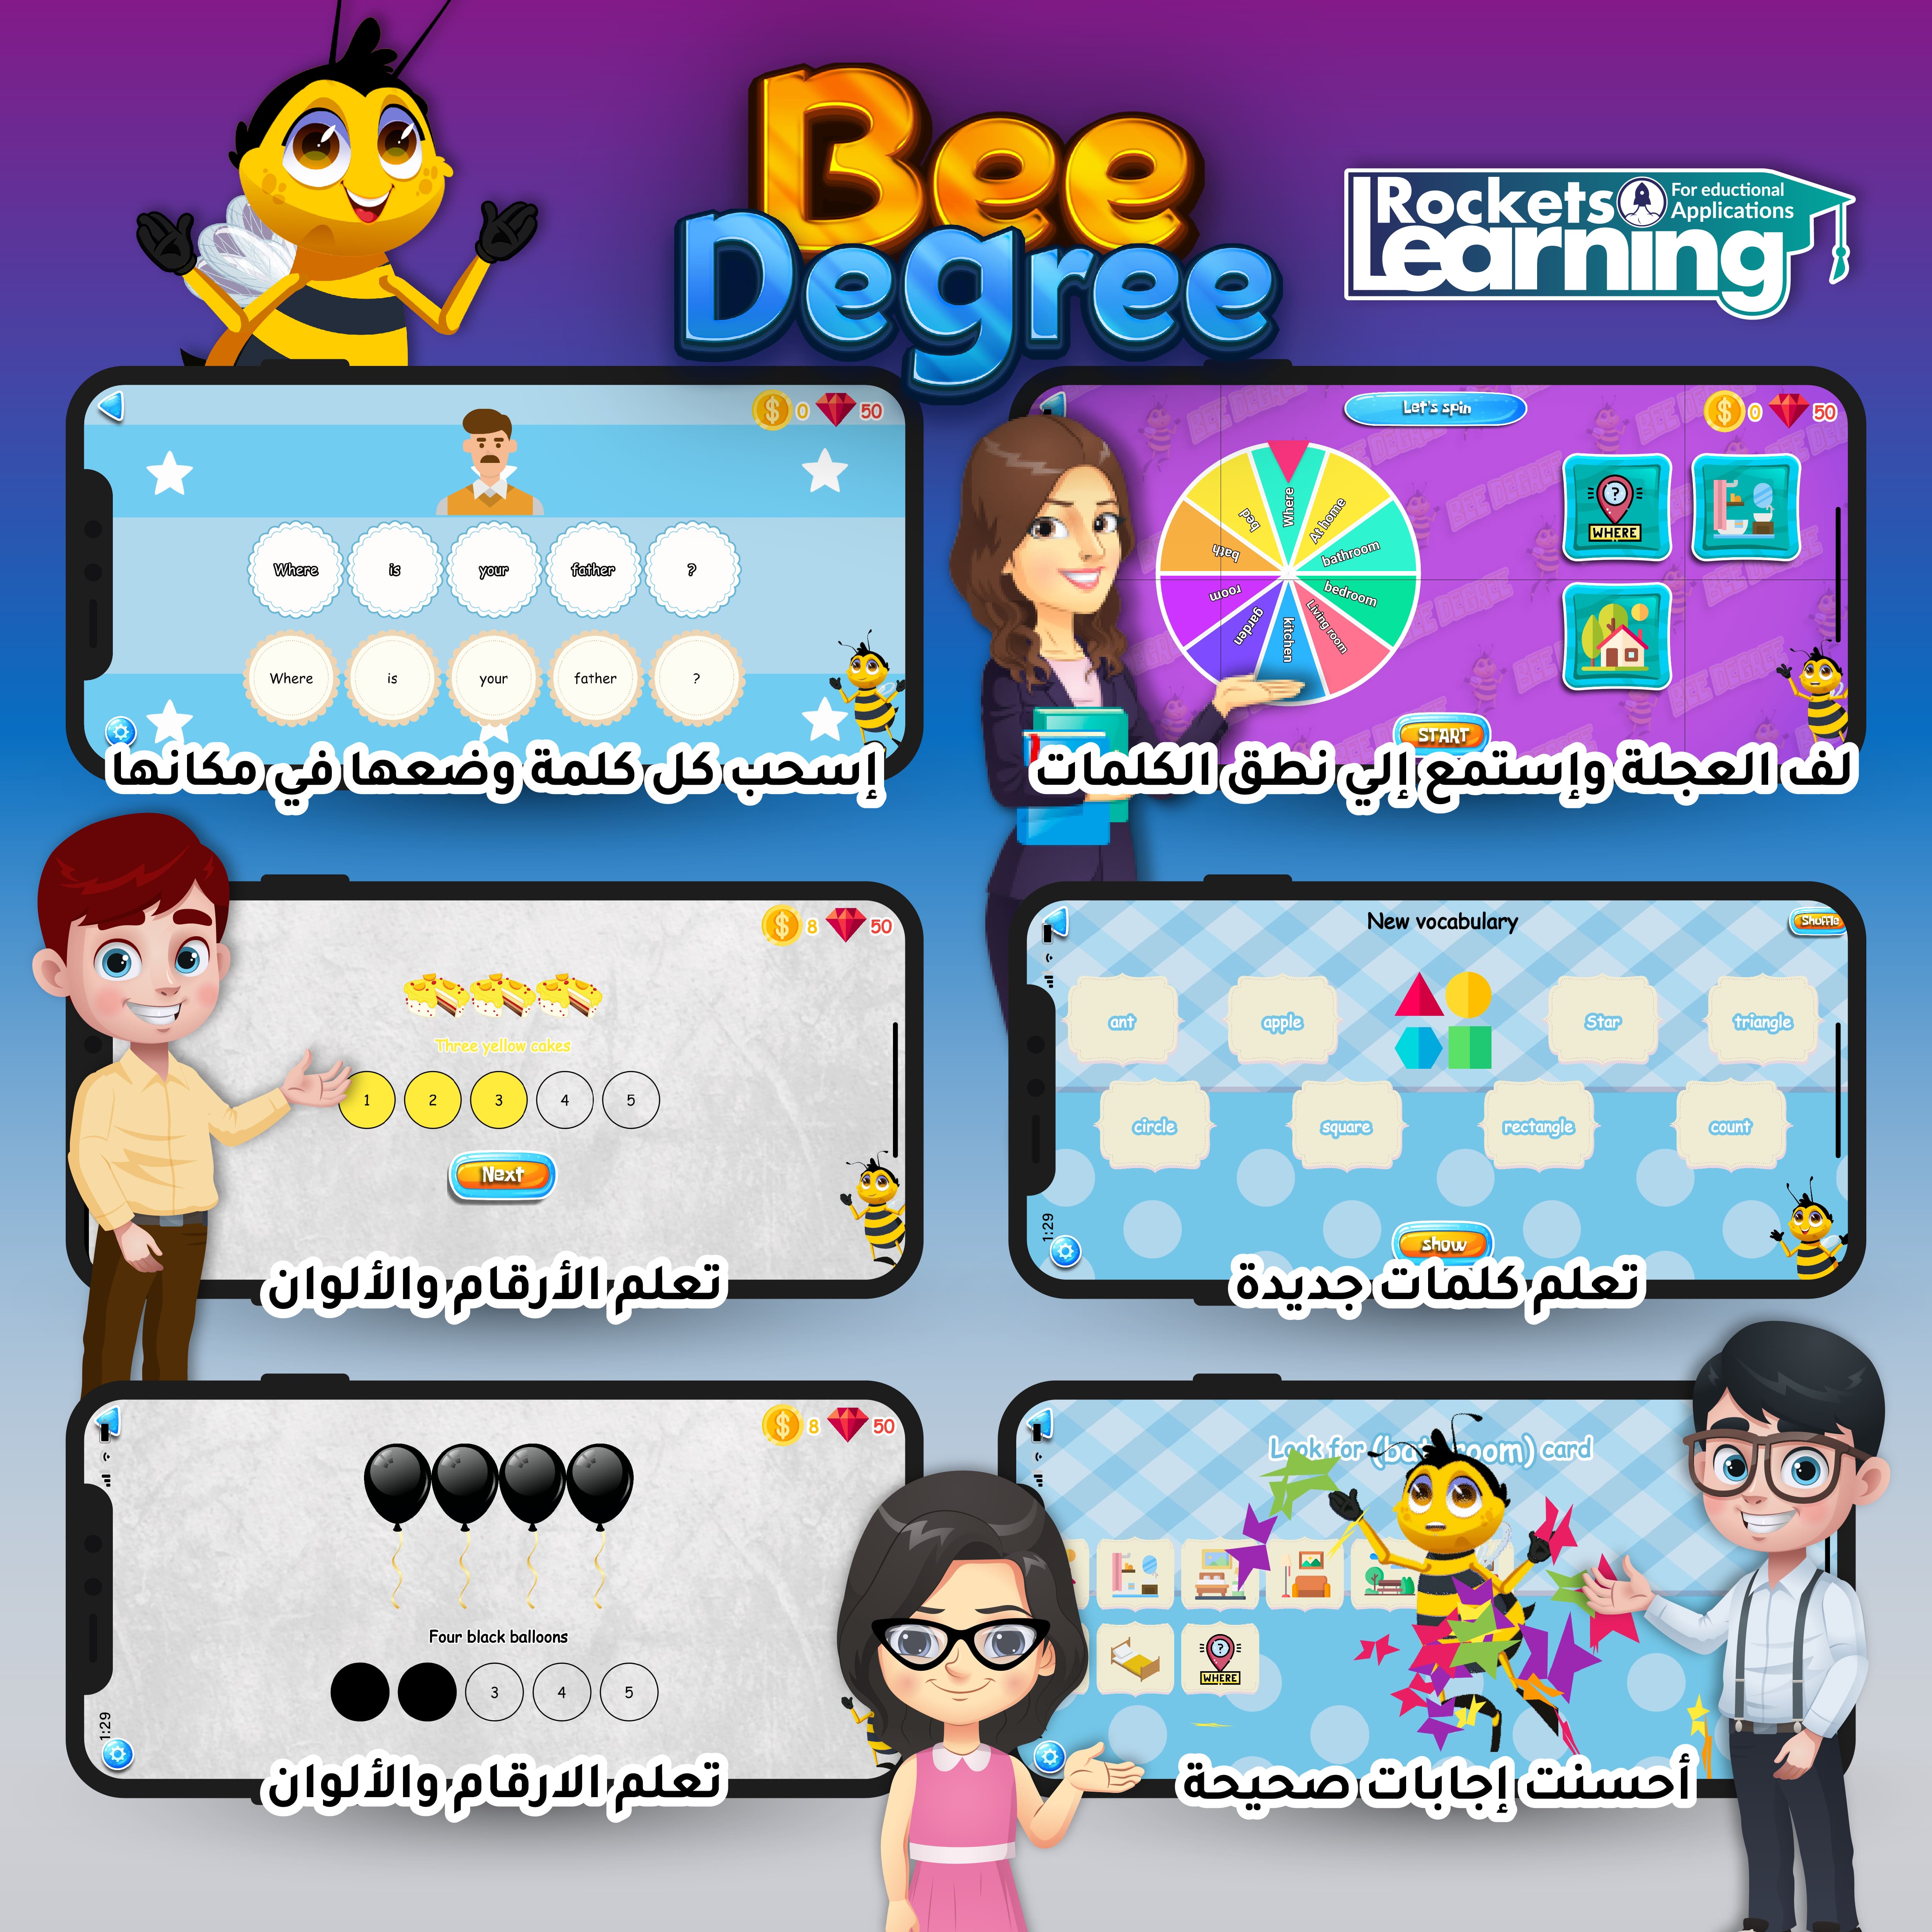 Bee
Degree
Rockets
Learning
For eductional
Applications
0
50
Where is your father ?
Where is your father ?
إسحب كل كلمة وضعها في مكانها
Let's spin
0
50
Where
At home
bathroom
bedroom
Living room
kitchen
garden
room
bath
bed
WHERE
START
لف العجلة وإستمع إلي نطق الكلمات
8
50
Three yellow cakes
1 2 3 4 5
Next
تعلم الأرقام والألوان
New vocabulary
Shuffle
ant apple Star triangle
circle square rectangle count
1:29
show
تعلم كلمات جديدة
8
50
Four black balloons
3 4 5
1:29
تعلم الارقام والألوان
Look for (bathroom) card
WHERE
أحسنت إجابات صحيحة